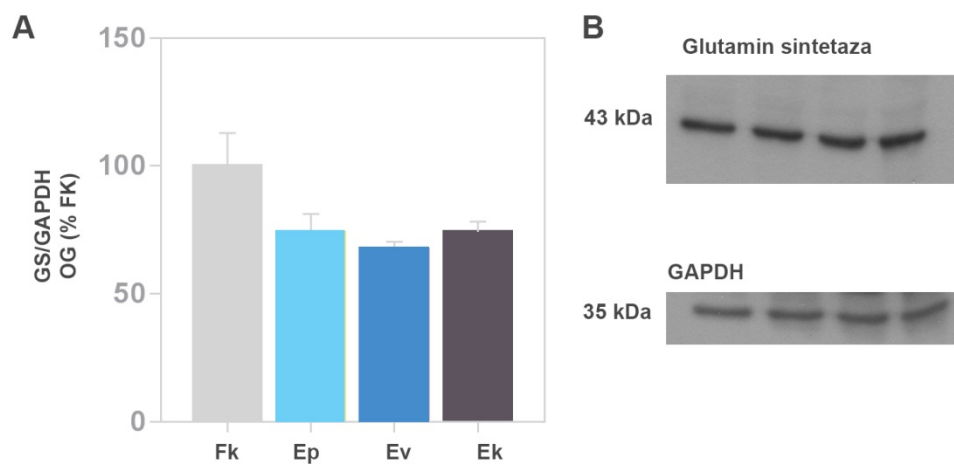 A
150
100
50
0
GS/GAPDH
OG (% FK)
Fk Ep Ev Ek
B
Glutamin sintetaza
43 kDa
GAPDH
35 kDa